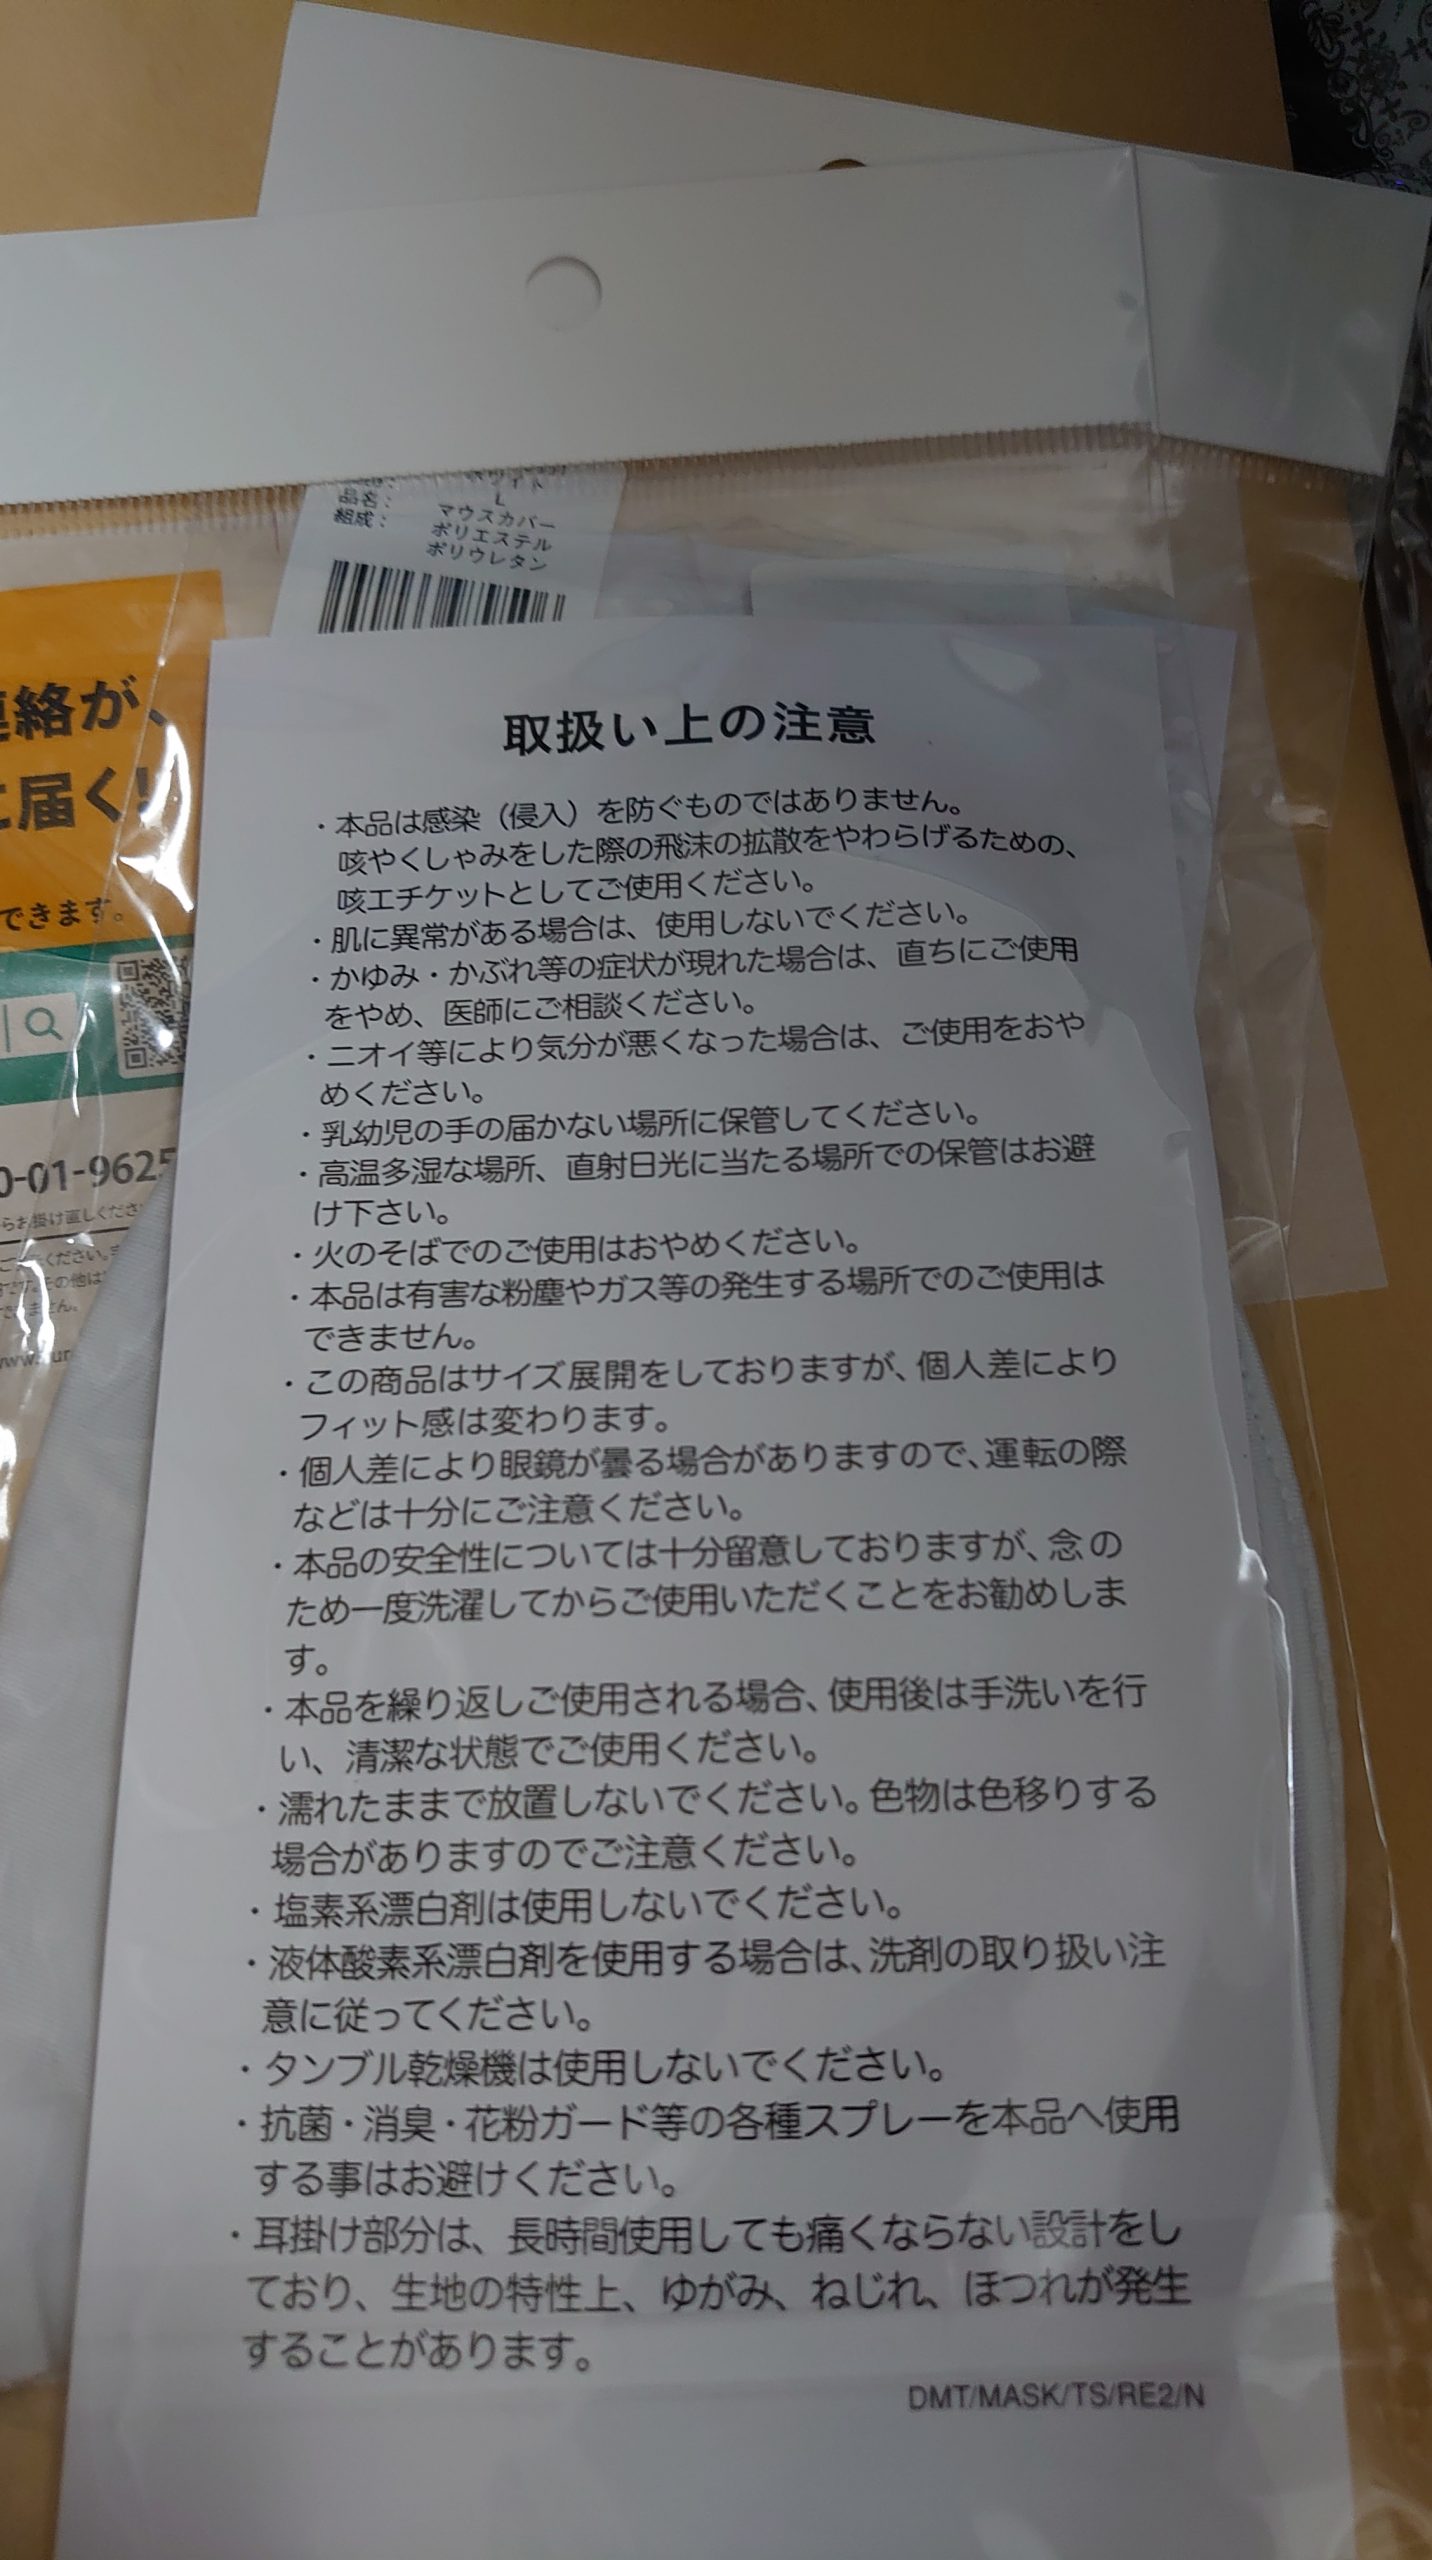 ホワイト
L
品名： マウスカバー
組成： ポリエステル
ポリウレタン
絡が、
に届く!
できます。
0-01-9625
取扱い上の注意
・本品は感染（侵入）を防ぐものではありません。
咳やくしゃみをした際の飛沫の拡散をやわらげるための、
咳エチケットとしてご使用ください。
・肌に異常がある場合は、使用しないでください。
・かゆみ・かぶれ等の症状が現れた場合は、直ちにご使用
をやめ、医師にご相談ください。
・ニオイ等により気分が悪くなった場合は、ご使用をおや
めください。
・乳幼児の手の届かない場所に保管してください。
・高温多湿な場所、直射日光に当たる場所での保管はお避
け下さい。
・火のそばでのご使用はおやめください。
・本品は有害な粉塵やガス等の発生する場所でのご使用は
できません。
・この商品はサイズ展開をしておりますが、個人差により
フィット感は変わります。
・個人差により眼鏡が曇る場合がありますので、運転の際
などは十分にご注意ください。
・本品の安全性については十分留意しておりますが、念の
ため一度洗濯してからご使用いただくことをお勧めしま
す。
・本品を繰り返しご使用される場合、使用後は手洗いを行
い、清潔な状態でご使用ください。
・濡れたままで放置しないでください。色物は色移りする
場合がありますのでご注意ください。
・塩素系漂白剤は使用しないでください。
・液体酸素系漂白剤を使用する場合は、洗剤の取り扱い注
意に従ってください。
・タンブル乾燥機は使用しないでください。
・抗菌・消臭・花粉ガード等の各種スプレーを本品へ使用
する事はお避けください。
・耳掛け部分は、長時間使用しても痛くならない設計をし
ており、生地の特性上、ゆがみ、ねじれ、ほつれが発生
することがあります。
DMT/MASK/TS/RE2/N